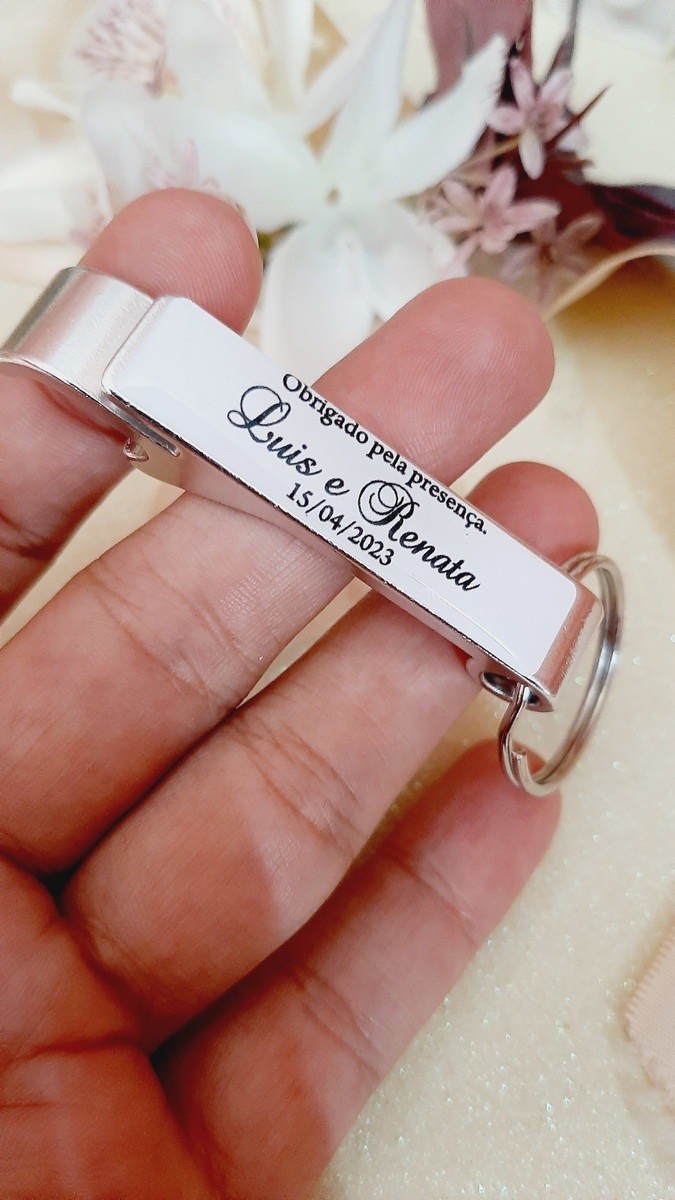 Obrigado pela presença.
Luis e Renata
15/04/2023